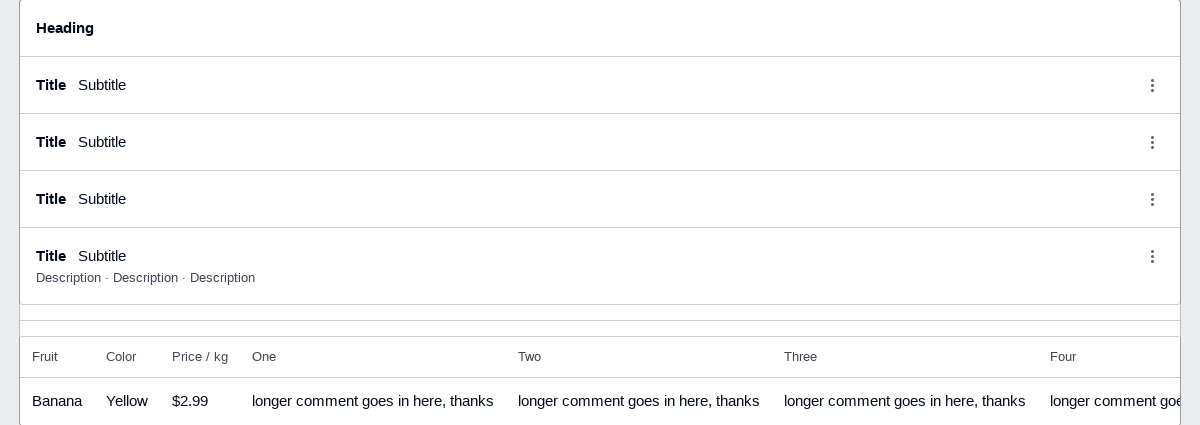 Heading
Title Subtitle
Title Subtitle
Title Subtitle
Title Subtitle
Description · Description · Description
Fruit Color Price / kg One Two Three Four
Banana Yellow $2.99 longer comment goes in here, thanks longer comment goes in here, thanks longer comment goes in here, thanks longer comment